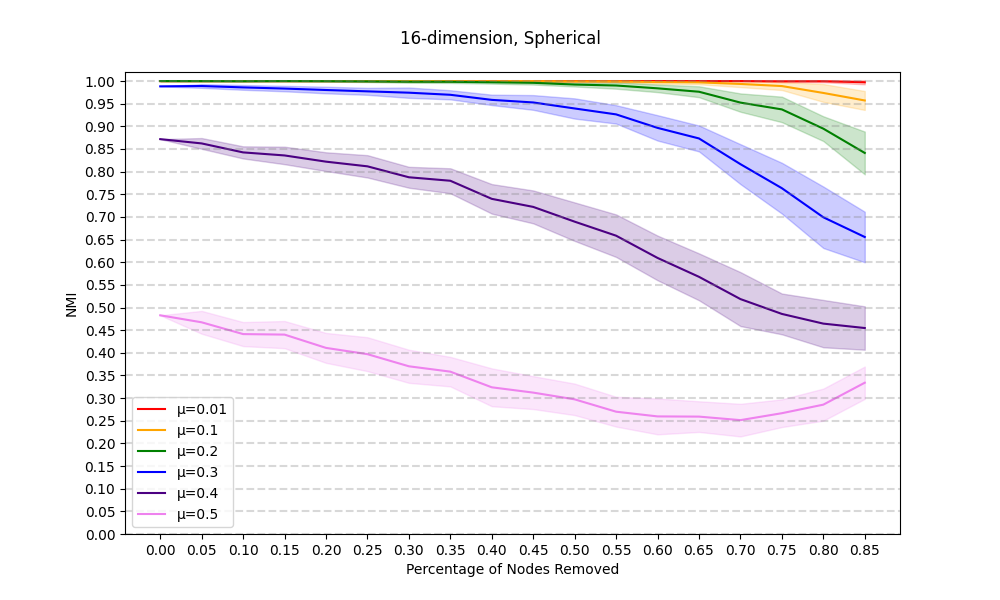 16-dimension, Spherical
1.00
0.95
0.90
0.85
0.80
0.75
0.70
0.65
0.60
0.55
0.50
0.45
0.40
0.35
0.30
0.25
0.20
0.15
0.10
0.05
0.00
NMI
μ=0.01
μ=0.1
μ=0.2
μ=0.3
μ=0.4
μ=0.5
0.00 0.05 0.10 0.15 0.20 0.25 0.30 0.35 0.40 0.45 0.50 0.55 0.60 0.65 0.70 0.75 0.80 0.85
Percentage of Nodes Removed